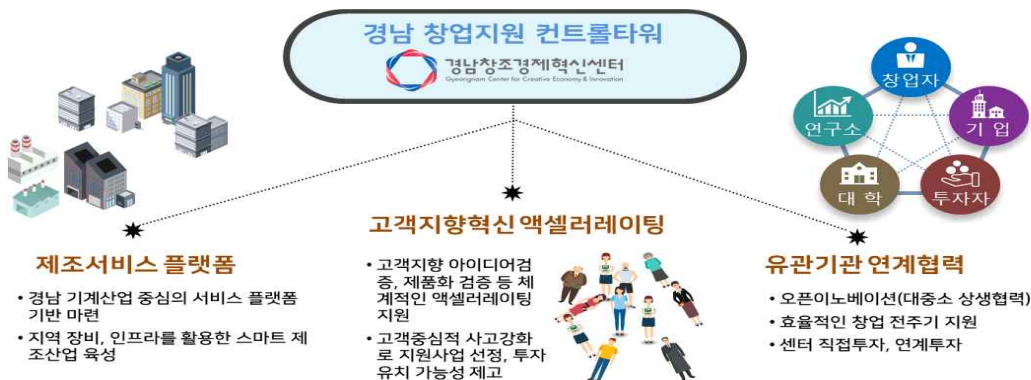 경남 창업지원 컨트롤타워
경남창조경제혁신센터
Gyeongnam Center for Creative Economy & Innovation
창업자
연구소
기 업
대 학
투자자
제조서비스 플랫폼
• 경남 기계산업 중심의 서비스 플랫폼
기반 마련
• 지역 장비, 인프라를 활용한 스마트 제
조산업 육성
고객지향혁신 액셀러레이팅
• 고객지향 아이디어검
증, 제품화 검증 등 체
계적인 액셀러레이팅
지원
• 고객중심적 사고강화
로 지원사업 선정, 투자
유치 가능성 제고
유관기관 연계협력
• 오픈이노베이션(대중소 상생협력)
• 효율적인 창업 전주기 지원
• 센터 직접투자, 연계투자